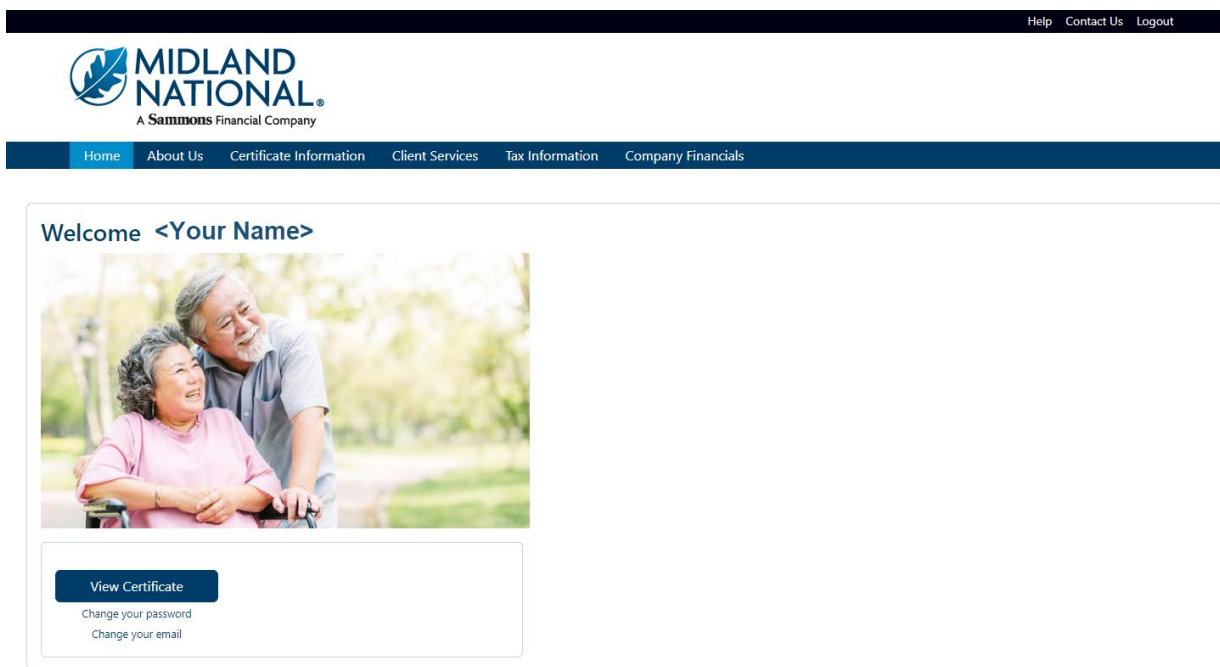 Help Contact Us Logout
MIDLAND
NATIONAL®
A Sammons Financial Company
Home About Us Certificate Information Client Services Tax Information Company Financials
Welcome <Your Name>
View Certificate
Change your password
Change your email